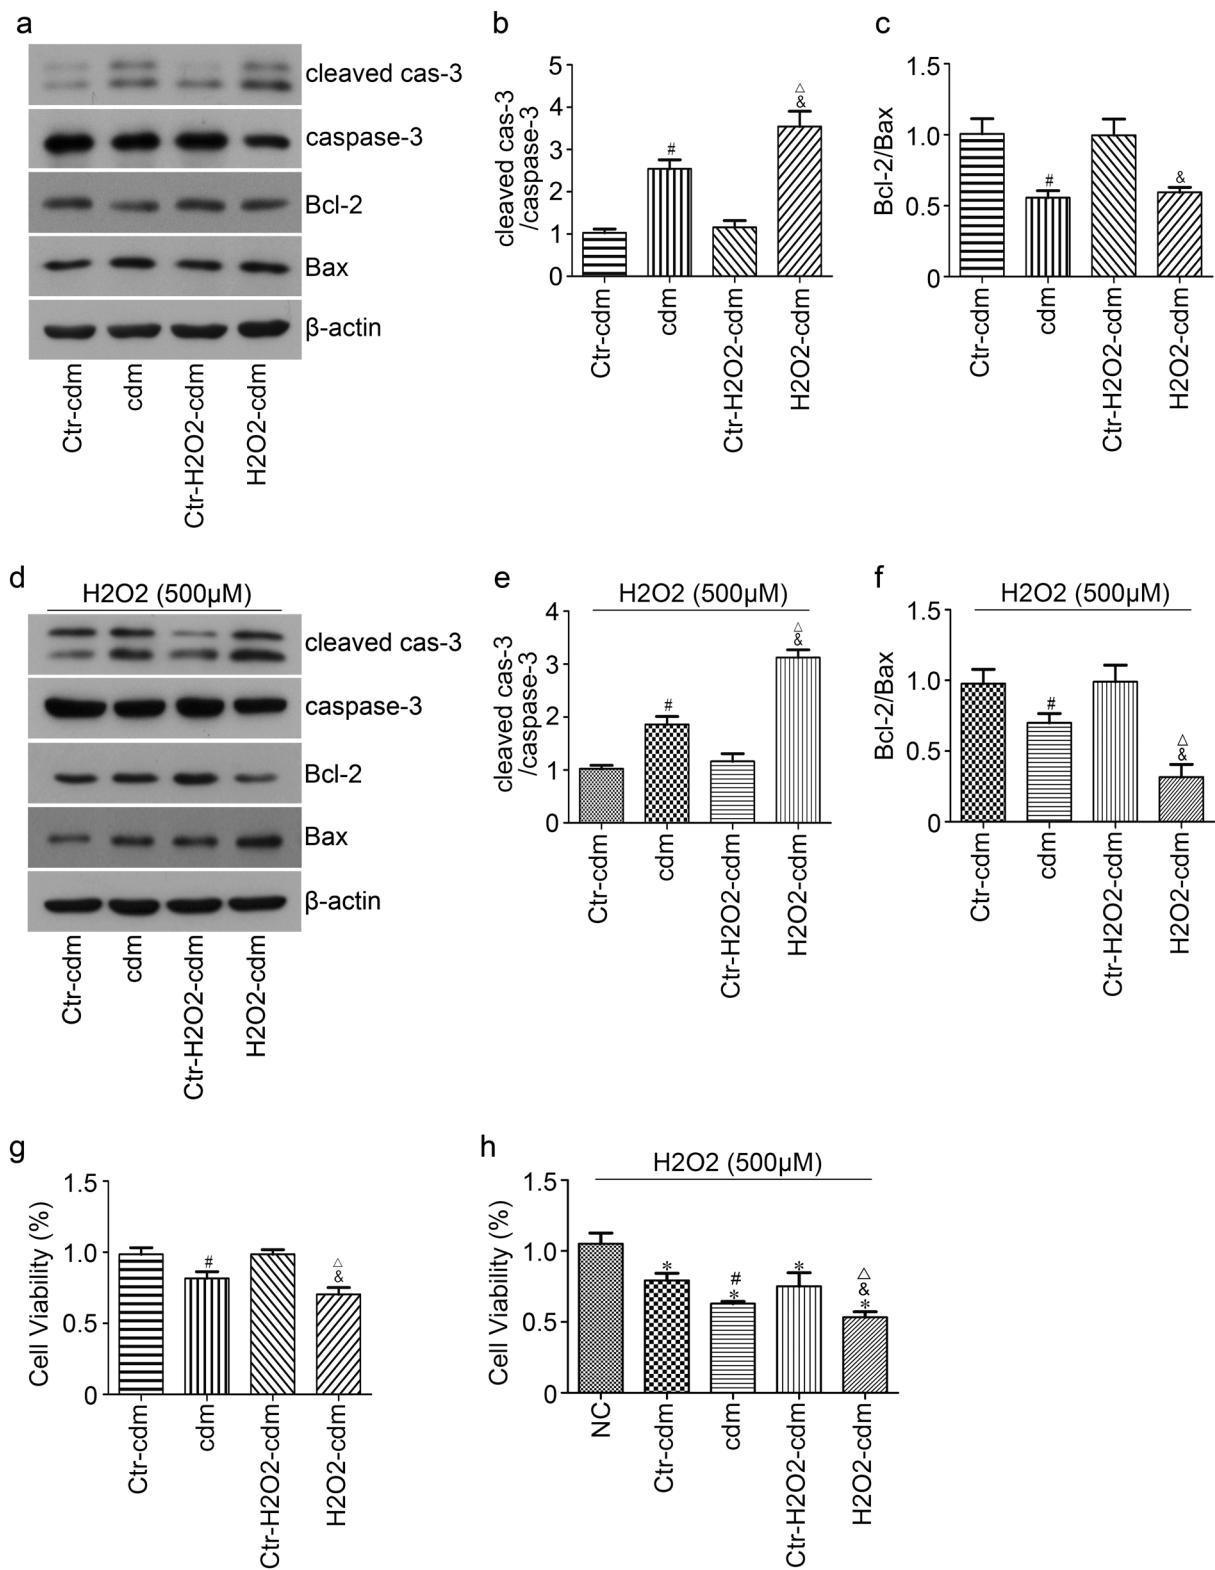 a
cleaved cas-3
caspase-3
Bcl-2
Bax
β-actin
Ctr-cdm
cdm
Ctr-H2O2-cdm
H2O2-cdm
b
cleaved cas-3
/caspase-3
5
4
3
2
1
0
#
△
&
Ctr-cdm
cdm
Ctr-H2O2-cdm
H2O2-cdm
c
Bcl-2/Bax
1.5
1.0
0.5
0
#
&
Ctr-cdm
cdm
Ctr-H2O2-cdm
H2O2-cdm
d
H2O2 (500μM)
cleaved cas-3
caspase-3
Bcl-2
Bax
β-actin
Ctr-cdm
cdm
Ctr-H2O2-cdm
H2O2-cdm
e
H2O2 (500μM)
cleaved cas-3
/caspase-3
4
3
2
1
0
#
△
&
Ctr-cdm
cdm
Ctr-H2O2-cdm
H2O2-cdm
f
H2O2 (500μM)
Bcl-2/Bax
1.5
1.0
0.5
0
#
△
&
Ctr-cdm
cdm
Ctr-H2O2-cdm
H2O2-cdm
g
Cell Viability (%)
1.5
1.0
0.5
0
#
△
&
Ctr-cdm
cdm
Ctr-H2O2-cdm
H2O2-cdm
h
H2O2 (500μM)
Cell Viability (%)
1.5
1.0
0.5
0
*
#
*
*
△
&
*
NC
Ctr-cdm
cdm
Ctr-H2O2-cdm
H2O2-cdm